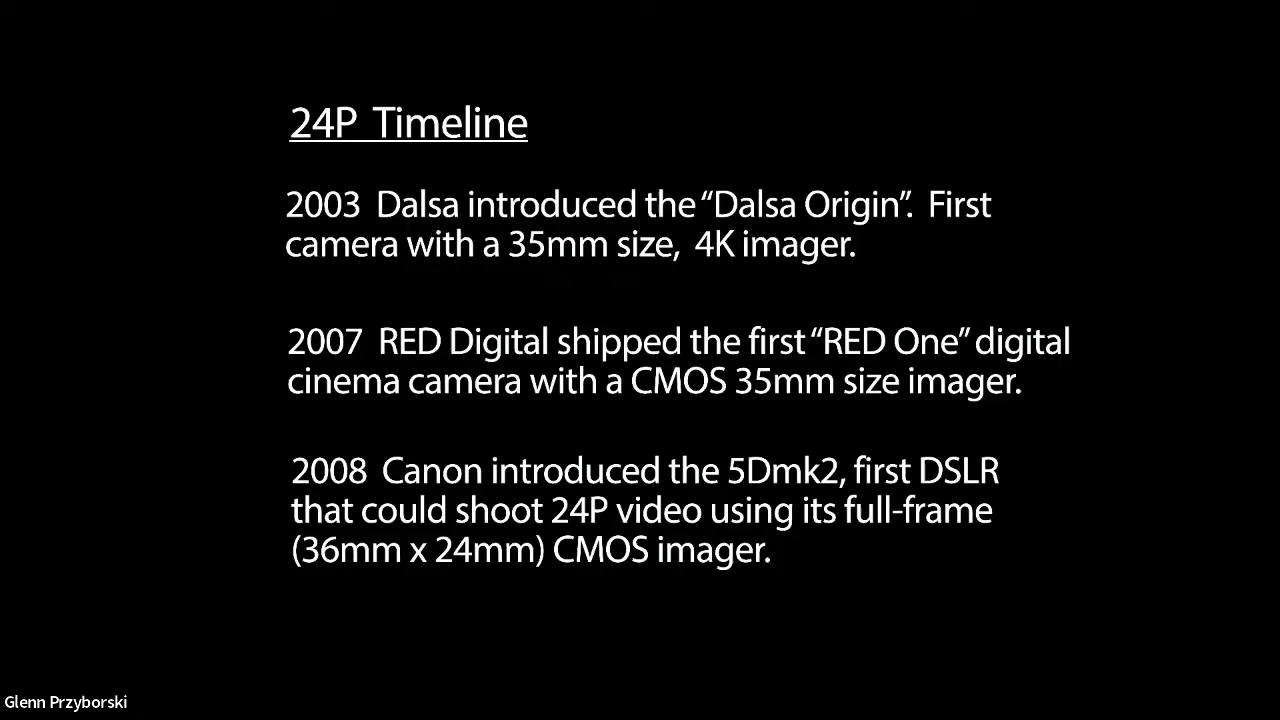 24P Timeline
2003 Dalsa introduced the “Dalsa Origin”. First
camera with a 35mm size, 4K imager.
2007 RED Digital shipped the first “RED One” digital
cinema camera with a CMOS 35mm size imager.
2008 Canon introduced the 5Dmk2, first DSLR
that could shoot 24P video using its full-frame
(36mm x 24mm) CMOS imager.
Glenn Przyborski